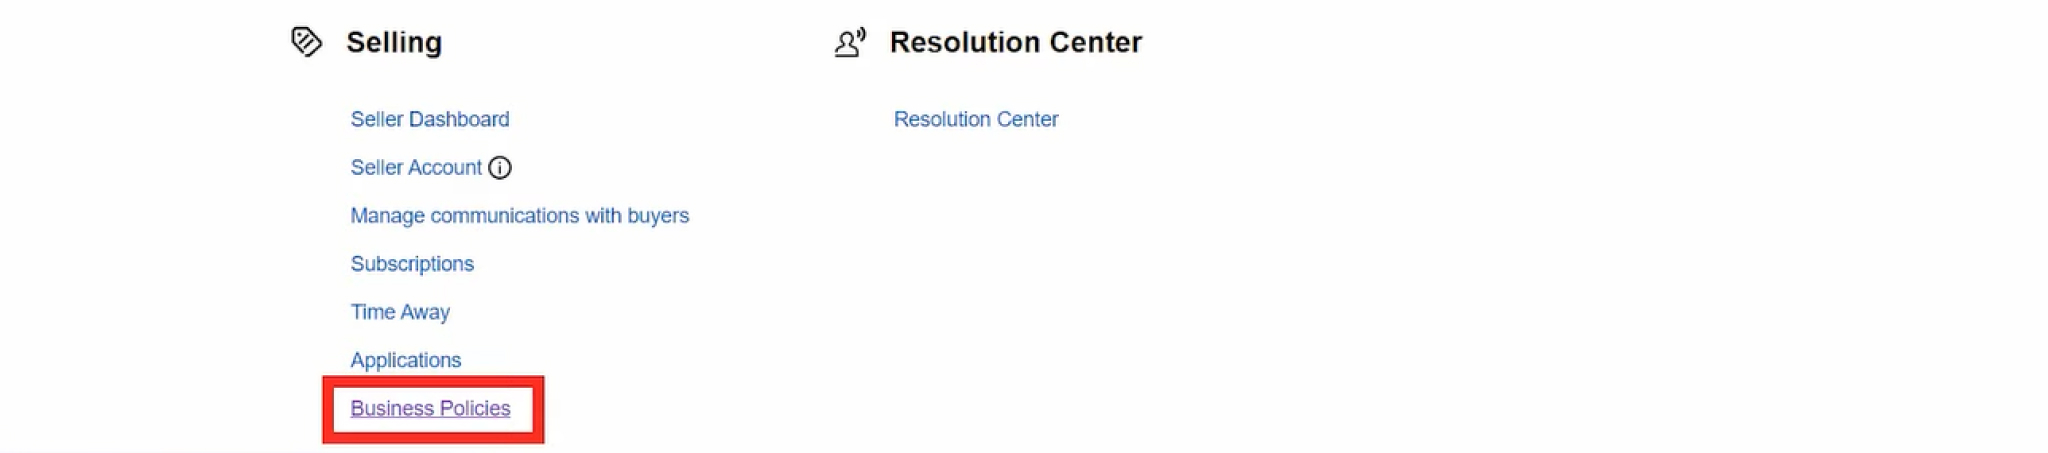 Selling
Seller Dashboard
Seller Account
Manage communications with buyers
Subscriptions
Time Away
Applications
Business Policies
Resolution Center
Resolution Center